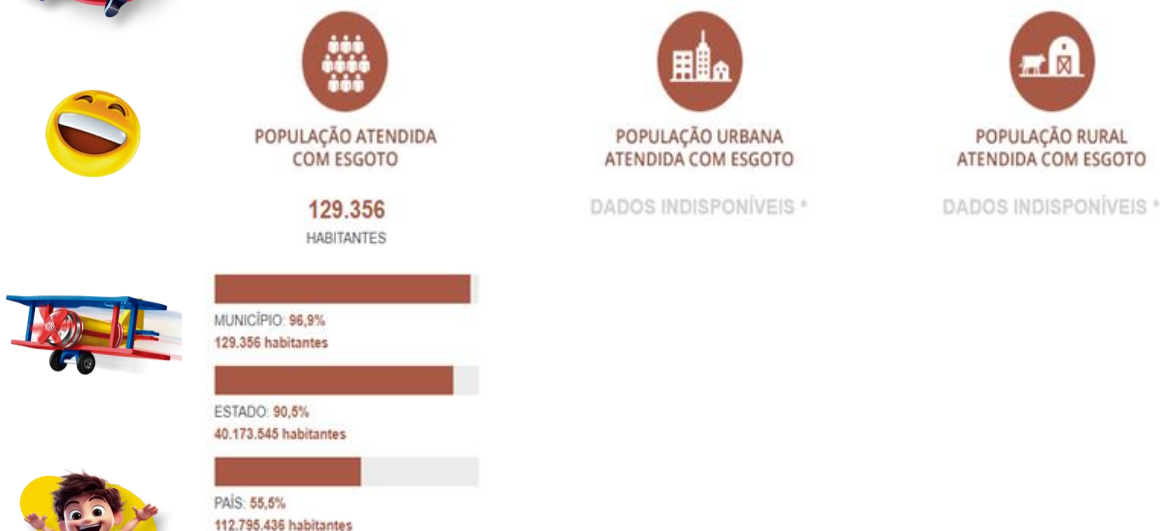 POPULAÇÃO ATENDIDA
COM ESGOTO
129.356
HABITANTES
MUNICÍPIO: 96,9%
129.356 habitantes
ESTADO: 90,5%
40.173.545 habitantes
PAÍS: 55,5%
112.795.436 habitantes
POPULAÇÃO URBANA
ATENDIDA COM ESGOTO
DADOS INDISPONÍVEIS *
POPULAÇÃO RURAL
ATENDIDA COM ESGOTO
DADOS INDISPONÍVEIS *